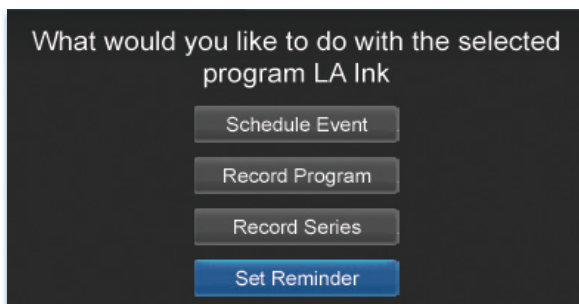 What would you like to do with the selected
program LA Ink
Schedule Event
Record Program
Record Series
Set Reminder